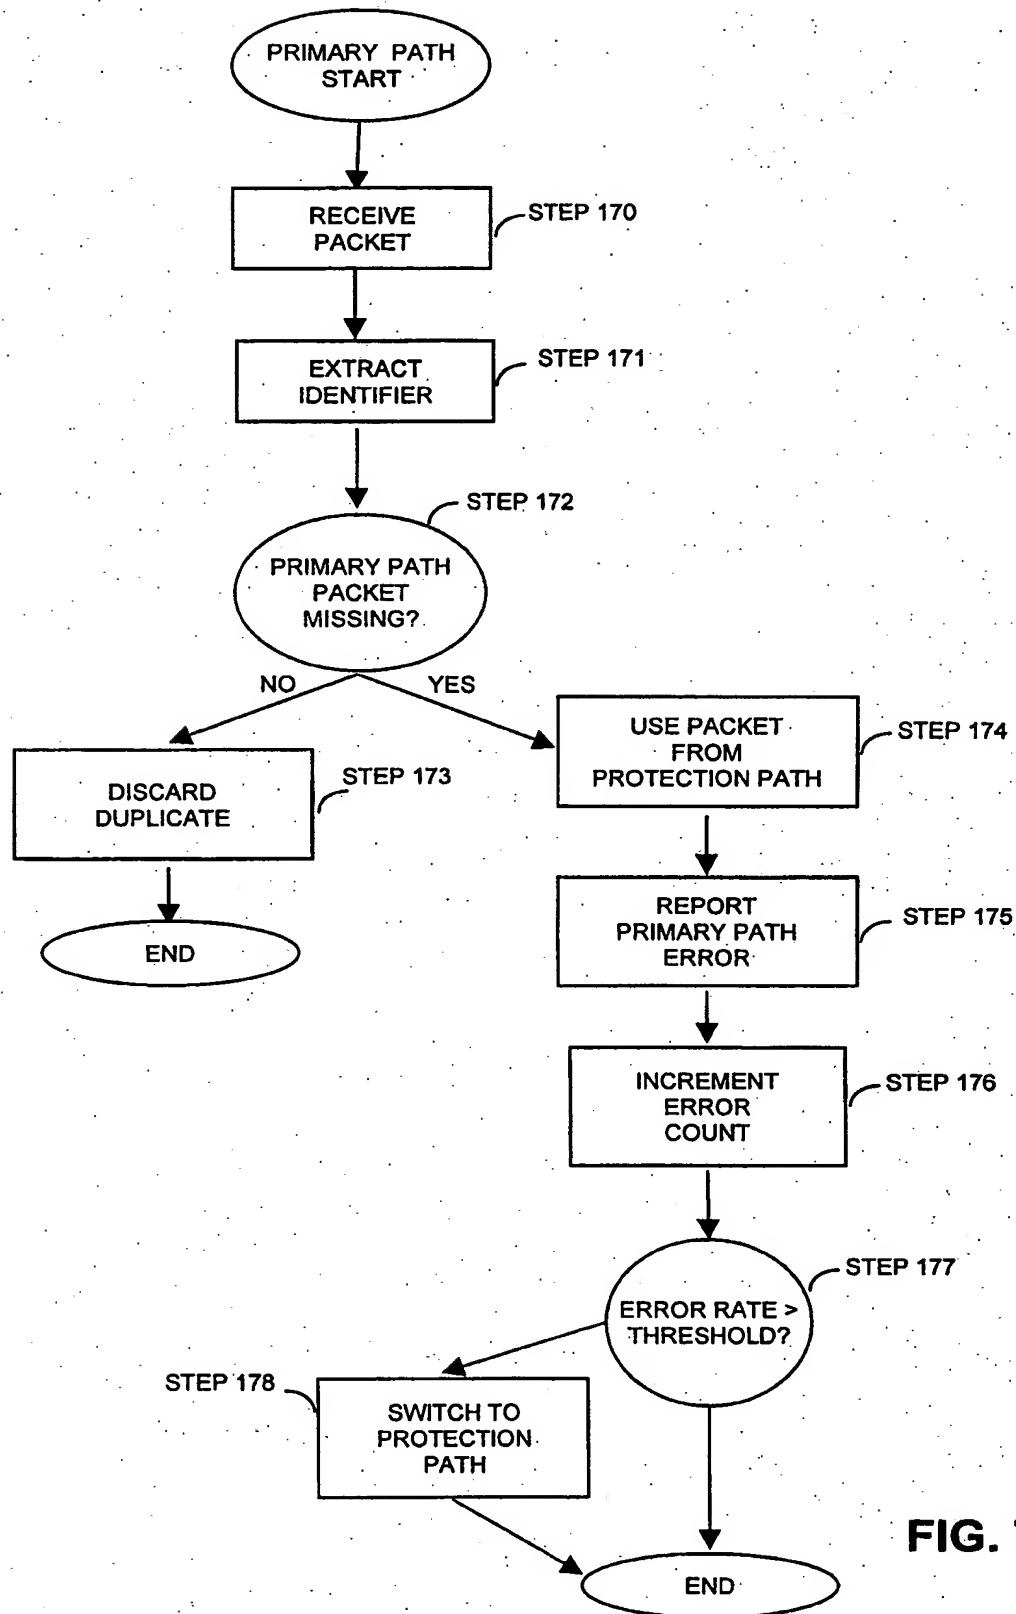 PRIMARY PATH
START
RECEIVE
PACKET
STEP 170
EXTRACT
IDENTIFIER
STEP 171
STEP 172
PRIMARY PATH
PACKET
MISSING?
NO
YES
DISCARD
DUPLICATE
STEP 173
END
USE PACKET
FROM
PROTECTION PATH
STEP 174
REPORT
PRIMARY PATH
ERROR
STEP 175
INCREMENT
ERROR
COUNT
STEP 176
ERROR RATE >
THRESHOLD?
STEP 177
STEP 178
SWITCH TO
PROTECTION
PATH
END
FIG.